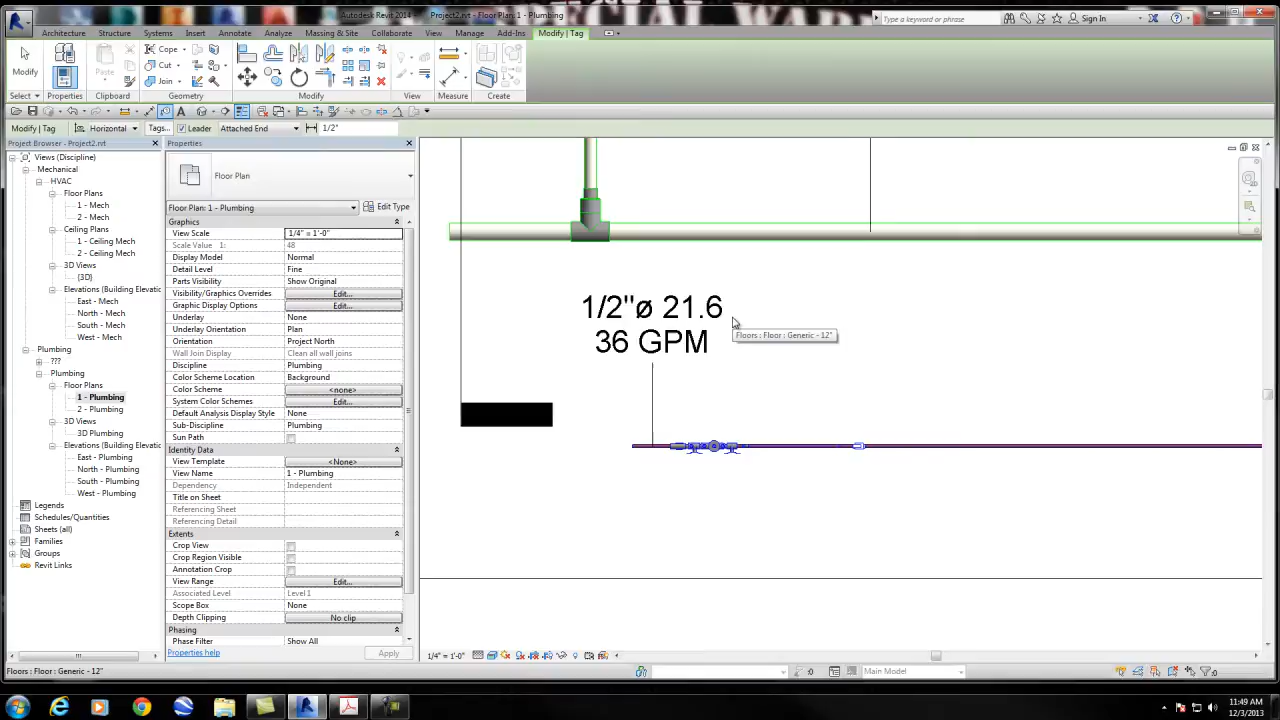 Autodesk Revit 2014 - Project2.rvt - Floor Plan: 1 - Plumbing
Type a keyword or phrase
Sign In
Architecture Structure Systems Insert Annotate Analyze Massing & Site Collaborate View Manage Add-Ins Modify | Tag
Modify
Properties
Paste
Cope
Cut
Join
Select Properties Clipboard Geometry Modify View Measure Create
Modify | Tag Horizontal Tags... Leader Attached End 1/2"
Project Browser - Project2.rvt
Views (Discipline)
Mechanical
HVAC
Floor Plans
1 - Mech
2 - Mech
Ceiling Plans
1 - Ceiling Mech
2 - Ceiling Mech
3D Views
{3D}
Elevations (Building Elevatio
East - Mech
North - Mech
South - Mech
West - Mech
Plumbing
???
Plumbing
Floor Plans
1 - Plumbing
2 - Plumbing
3D Views
3D Plumbing
Elevations (Building Elevatio
East - Plumbing
North - Plumbing
South - Plumbing
West - Plumbing
Legends
Schedules/Quantities
Sheets (all)
Families
Groups
Revit Links
Properties
Floor Plan
Floor Plan: 1 - Plumbing Edit Type
Graphics
View Scale 1/4" = 1'-0"
Scale Value 1: 48
Display Model Normal
Detail Level Fine
Parts Visibility Show Original
Visibility/Graphics Overrides Edit...
Graphic Display Options Edit...
Underlay None
Underlay Orientation Plan
Orientation Project North
Wall Join Display Clean all wall joins
Discipline Plumbing
Color Scheme Location Background
Color Scheme <none>
System Color Schemes Edit...
Default Analysis Display Style None
Sub-Discipline Plumbing
Sun Path
Identity Data
View Template <None>
View Name 1 - Plumbing
Dependency Independent
Title on Sheet
Referencing Sheet
Referencing Detail
Extents
Crop View
Crop Region Visible
Annotation Crop
View Range Edit...
Associated Level Level 1
Scope Box None
Depth Clipping No clip
Phasing
Phase Filter Show All
Properties help Apply
1/2"ø 21.6
36 GPM
Floors : Floor : Generic - 12"
1/4" = 1'-0"
Floors : Floor : Generic - 12"
:0
Main Model
:0
11:49 AM
12/3/2013